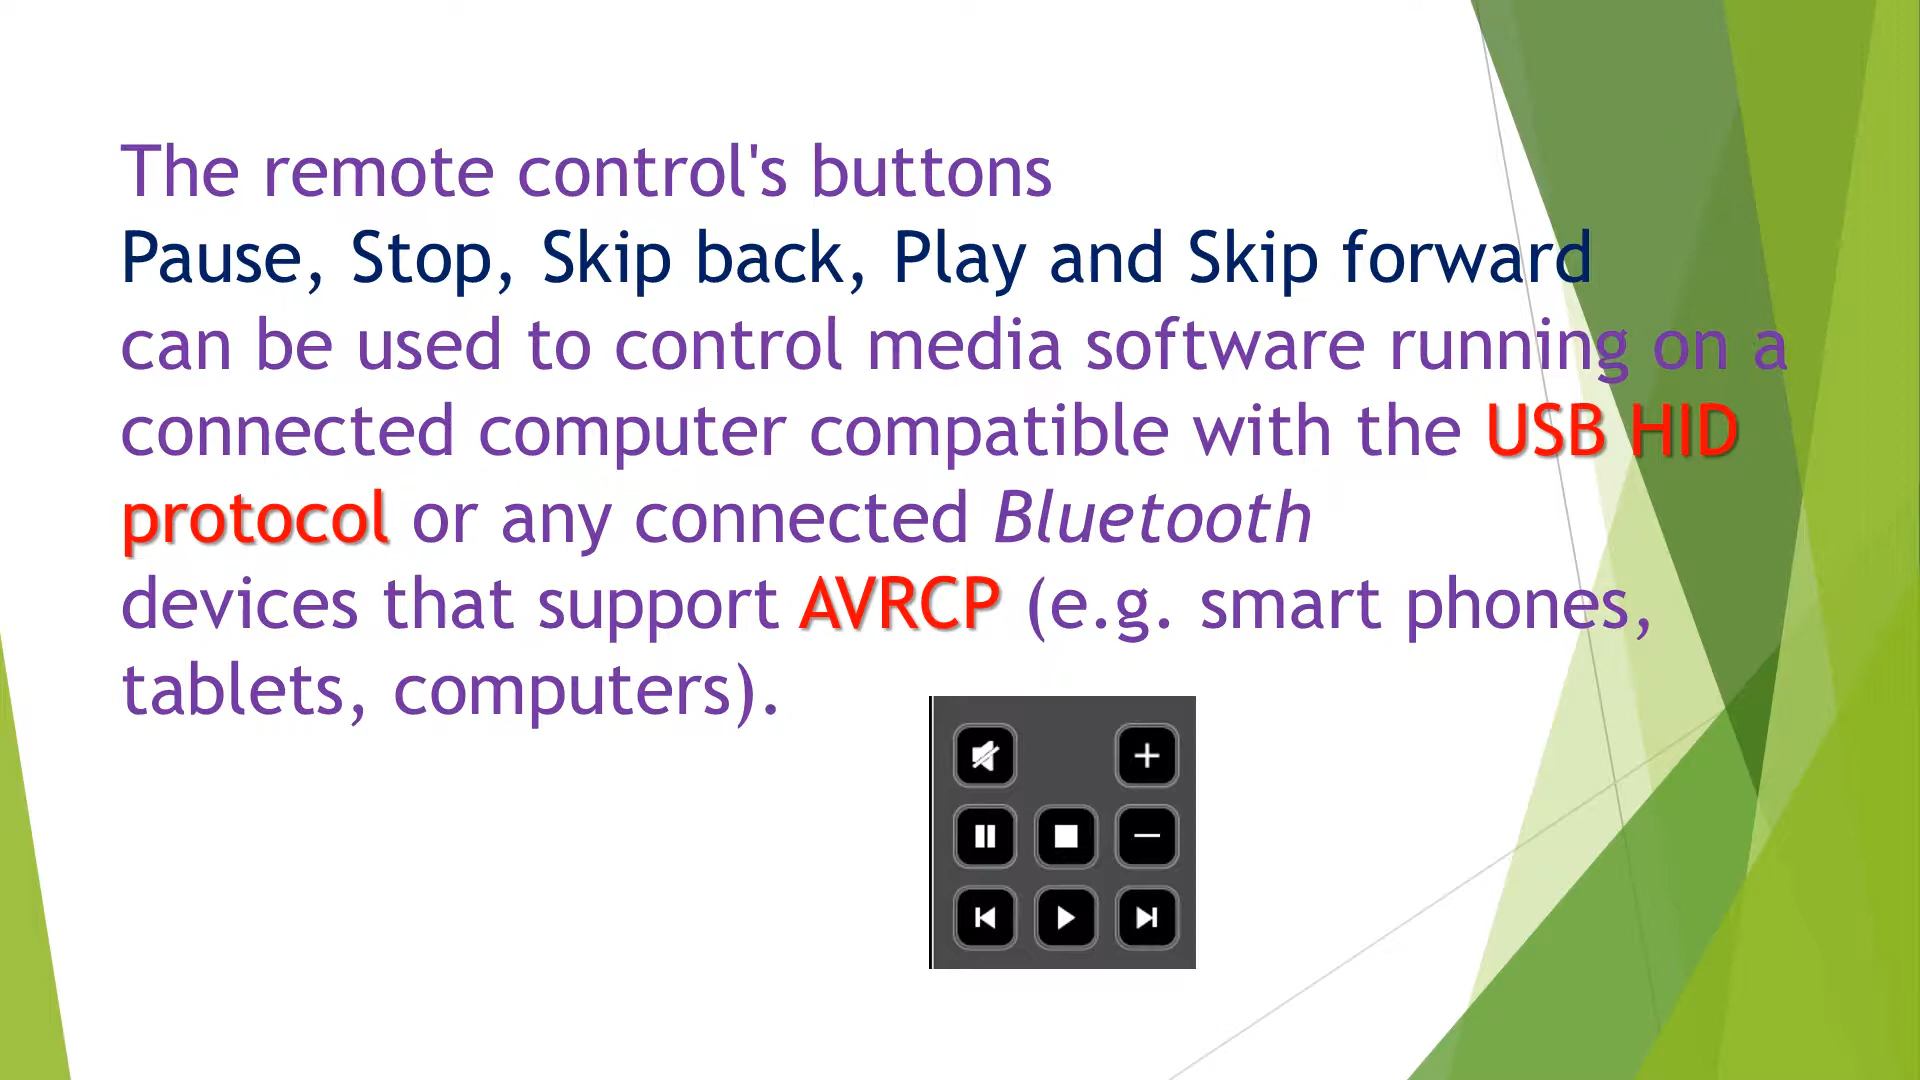 The remote control's buttons
Pause, Stop, Skip back, Play and Skip forward
can be used to control media software running on a
connected computer compatible with the USB HID
protocol or any connected Bluetooth
devices that support AVRCP (e.g. smart phones,
tablets, computers).